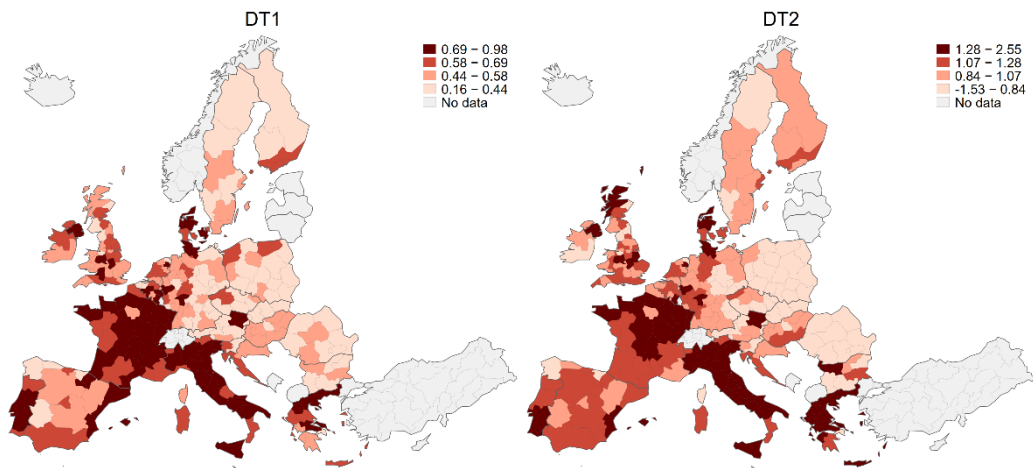 DT1
0.69 – 0.98
0.58 – 0.69
0.44 – 0.58
0.16 – 0.44
No data
DT2
1.28 – 2.55
1.07 – 1.28
0.84 – 1.07
-1.53 – 0.84
No data